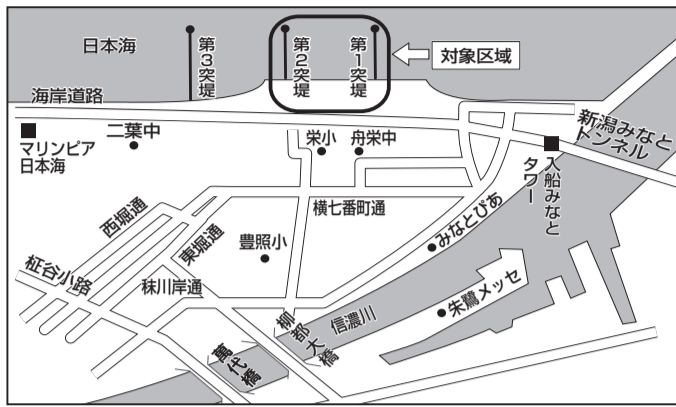 日本海
第3突堤
第2突堤
第1突堤
対象区域
海岸道路
マリンピア
日本海
二葉中
栄小
舟栄中
新潟みなと
トンネル
入船みなと
タワー
横七番町通
西堀通
東堀通
豊照小
みなとぴあ
柾谷小路
秣川岸通
信濃川
朱鷺メッセ
柳都大橋
萬代橋